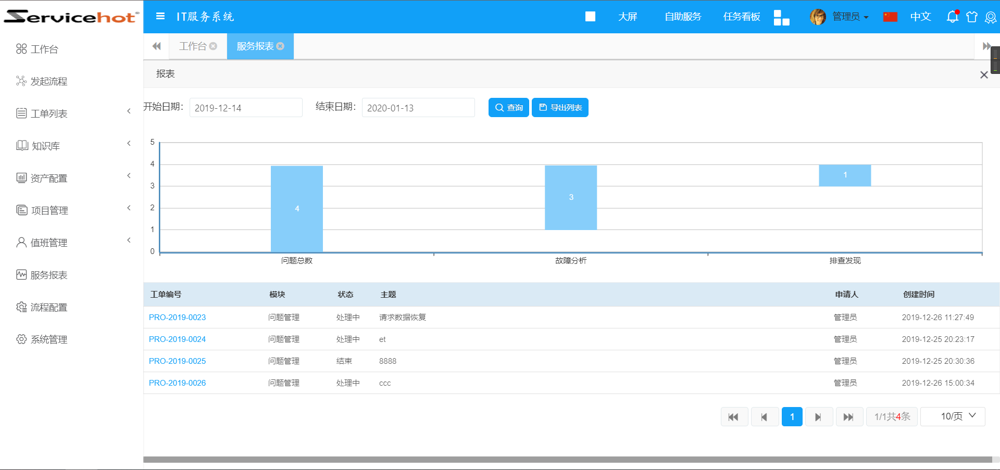 Servicehot®
IT服务系统
大屏
自助服务
任务看板
管理员
中文
工作台
发起流程
工单列表
知识库
资产配置
项目管理
值班管理
服务报表
流程配置
系统管理
工作台
服务报表
报表
开始日期: 2019-12-14 结束日期: 2020-01-13 查询 导出列表
5
4
3
2
1
0
4
3
1
问题总数 故障分析 排查发现
工单编号 模块 状态 主题 申请人 创建时间
PRO-2019-0023 问题管理 处理中 请求数据恢复 管理员 2019-12-26 11:27:49
PRO-2019-0024 问题管理 处理中 et 管理员 2019-12-25 20:23:17
PRO-2019-0025 问题管理 结束 8888 管理员 2019-12-25 20:30:36
PRO-2019-0026 问题管理 处理中 ccc 管理员 2019-12-26 15:00:34
1 1/1共4条 10/页